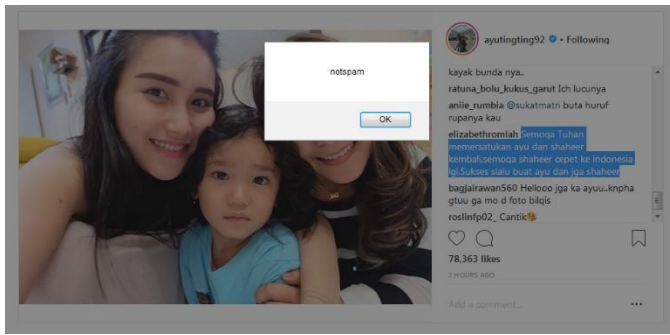 ayutingting92 • Following
notspam
OK
kayak bunda nya..
ratuna_bolu_kukus_garut Ich lucunya
aniie_rumbia @sukatmatri buta huruf
rupanya kau
elizabethromlah Semoga Tuhan
memersatukan ayu dan shaheer
kembali,semoga shaheer cepet ke indonesia
lgi,Sukses slalu buat ayu dan jga shaheer
bagjairawan560 Hellooo jga ka ayuu..knpha
gtuu ga mo d foto bilqis
roslinfp02_ Cantik😘
78,363 likes
2 HOURS AGO
Add a comment...